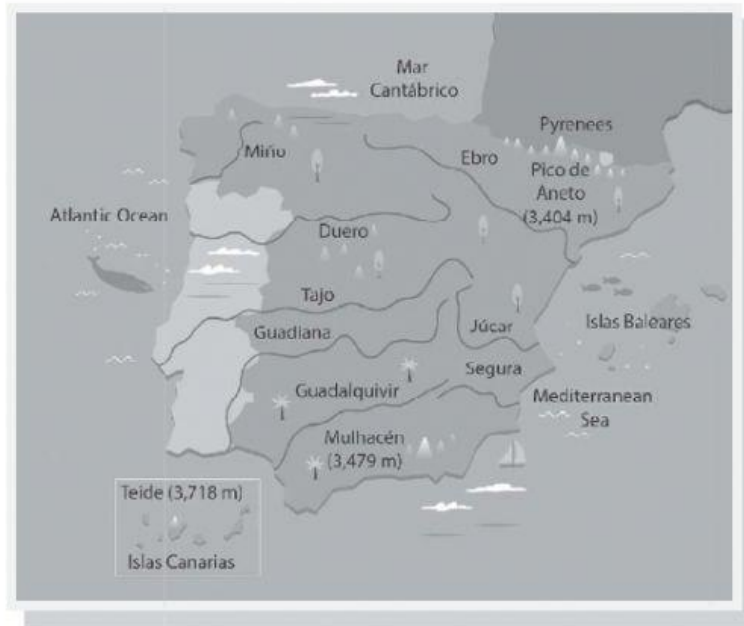 Mar
Cantábrico
Pyrenees
Miño
Ebro
Pico de
Aneto
(3,404 m)
Atlantic Ocean
Duero
Tajo
Islas Baleares
Guadiana
Júcar
Segura
Guadalquivir
Mediterranean
Sea
Mulhacén
(3,479 m)
Teide (3,718 m)
Islas Canarias